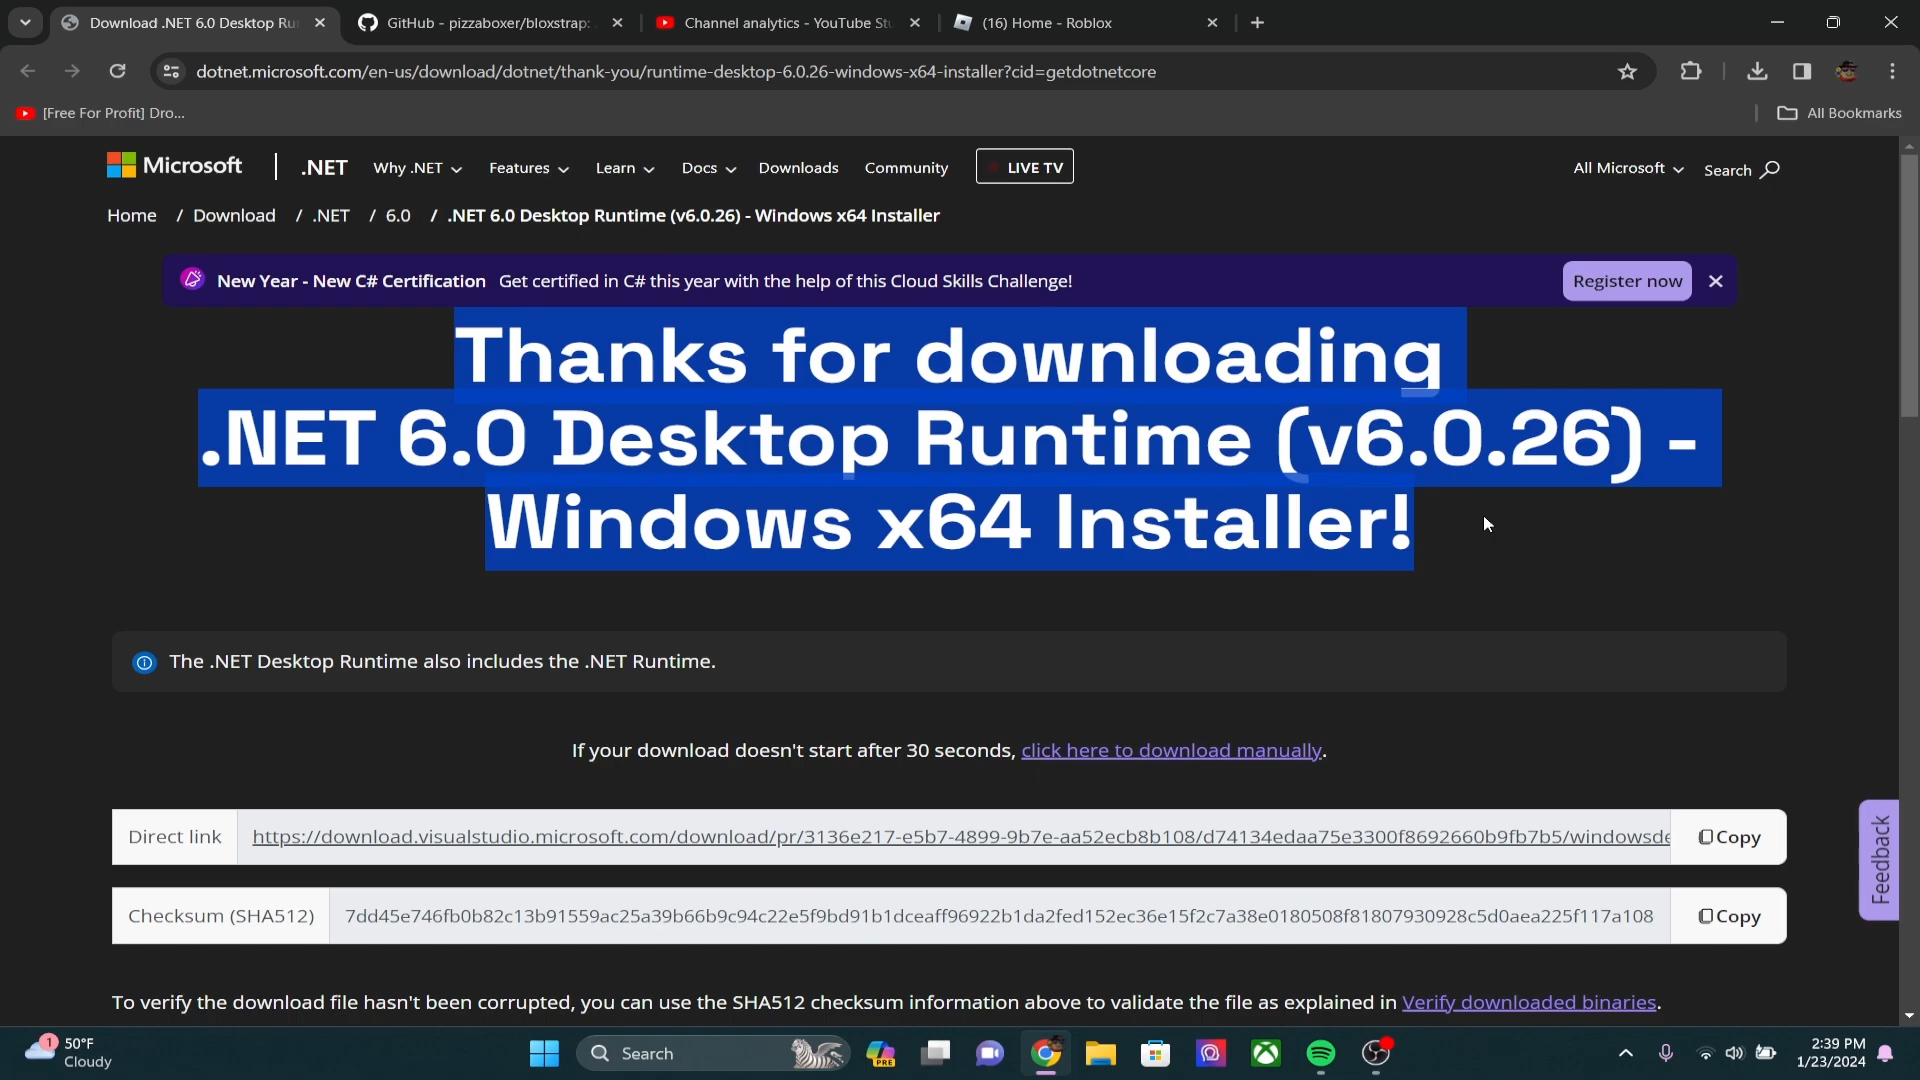 Download .NET 6.0 Desktop Ru
GitHub - pizzaboxer/bloxstrap:
Channel analytics - YouTube Stu
(16) Home - Roblox
dotnet.microsoft.com/en-us/download/dotnet/thank-you/runtime-desktop-6.0.26-windows-x64-installer?cid=getdotnetcore
[Free For Profit] Dro...
All Bookmarks
Microsoft
.NET
Why .NET
Features
Learn
Docs
Downloads
Community
LIVE TV
All Microsoft
Search
Home / Download / .NET / 6.0 / .NET 6.0 Desktop Runtime (v6.0.26) - Windows x64 Installer
New Year - New C# Certification Get certified in C# this year with the help of this Cloud Skills Challenge!
Register now
Thanks for downloading
.NET 6.0 Desktop Runtime (v6.0.26) -
Windows x64 Installer!
The .NET Desktop Runtime also includes the .NET Runtime.
If your download doesn't start after 30 seconds, click here to download manually.
Direct link
https://download.visualstudio.microsoft.com/download/pr/3136e217-e5b7-4899-9b7e-aa52ecb8b108/d74134edaa75e3300f8692660b9fb7b5/windowsde
Copy
Checksum (SHA512)
7dd45e746fb0b82c13b91559ac25a39b66b9c94c22e5f9bd91b1dceaff96922b1da2fed152ec36e15f2c7a38e0180508f81807930928c5d0aea225f117a108
Copy
Feedback
To verify the download file hasn't been corrupted, you can use the SHA512 checksum information above to validate the file as explained in Verify downloaded binaries.
1
50°F
Cloudy
Search
PRE
2:39 PM
1/23/2024